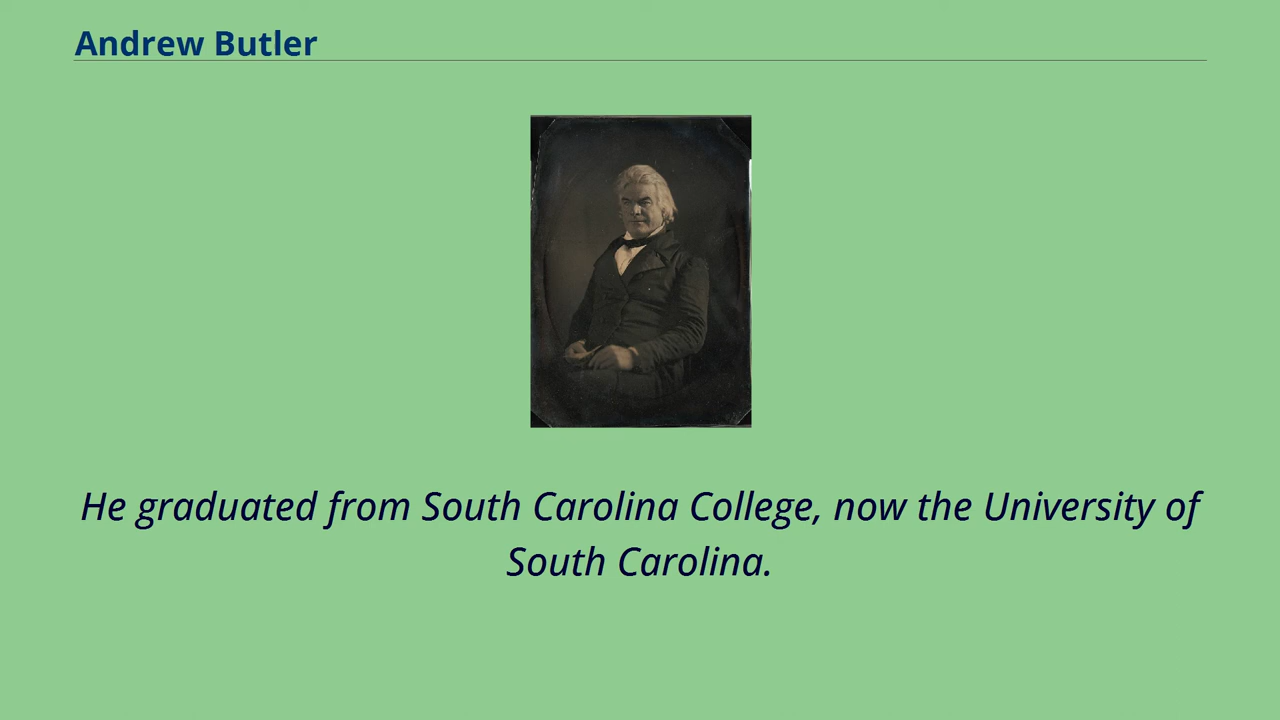 Andrew Butler
He graduated from South Carolina College, now the University of
South Carolina.